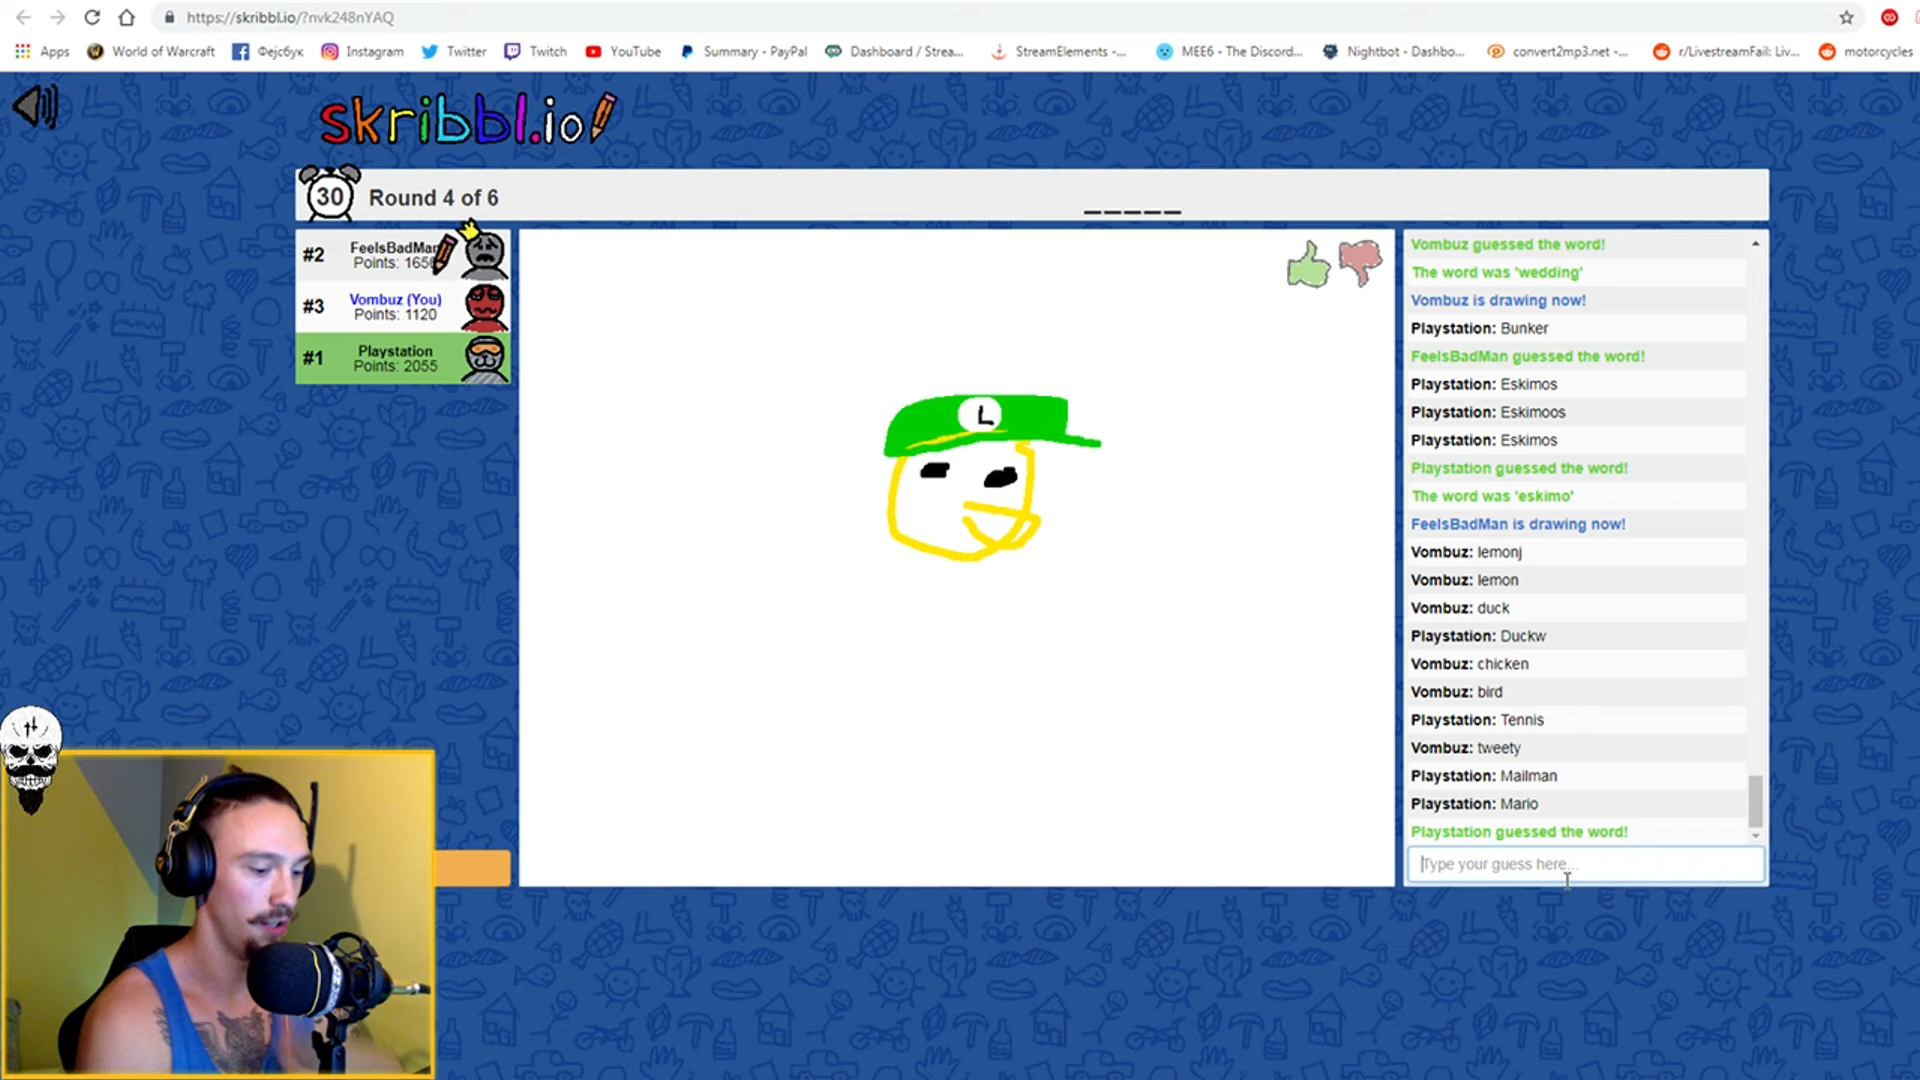 https://skribbl.io/?nvk248nYAQ
Apps World of Warcraft Фејсбук Instagram Twitter Twitch YouTube Summary - PayPal Dashboard / Strea... StreamElements -... MEE6 - The Discord... Nightbot - Dashbo... convert2mp3.net -... r/LivestreamFail: Liv... motorcycles
skribbl.io
30 Round 4 of 6 _____
#2 FeelsBadMan
Points: 1650
#3 Vombuz (You)
Points: 1120
#1 Playstation
Points: 2055
L
Vombuz guessed the word!
The word was 'wedding'
Vombuz is drawing now!
Playstation: Bunker
FeelsBadMan guessed the word!
Playstation: Eskimos
Playstation: Eskimoos
Playstation: Eskimos
Playstation guessed the word!
The word was 'eskimo'
FeelsBadMan is drawing now!
Vombuz: lemonj
Vombuz: lemon
Vombuz: duck
Playstation: Duckw
Vombuz: chicken
Vombuz: bird
Playstation: Tennis
Vombuz: tweety
Playstation: Mailman
Playstation: Mario
Playstation guessed the word!
Type your guess here...